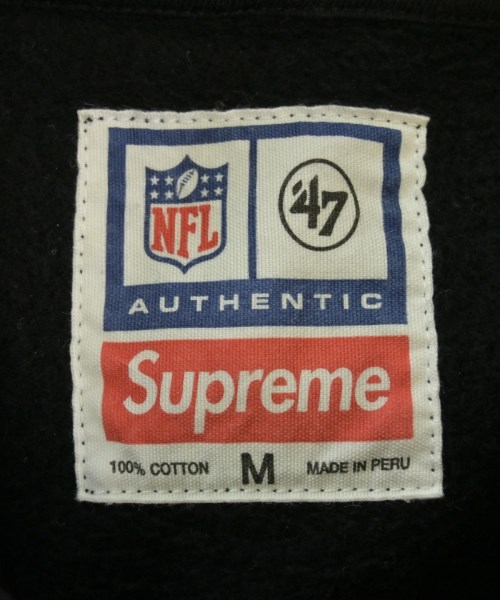 NFL '47
AUTHENTIC
Supreme
100% COTTON M MADE IN PERU